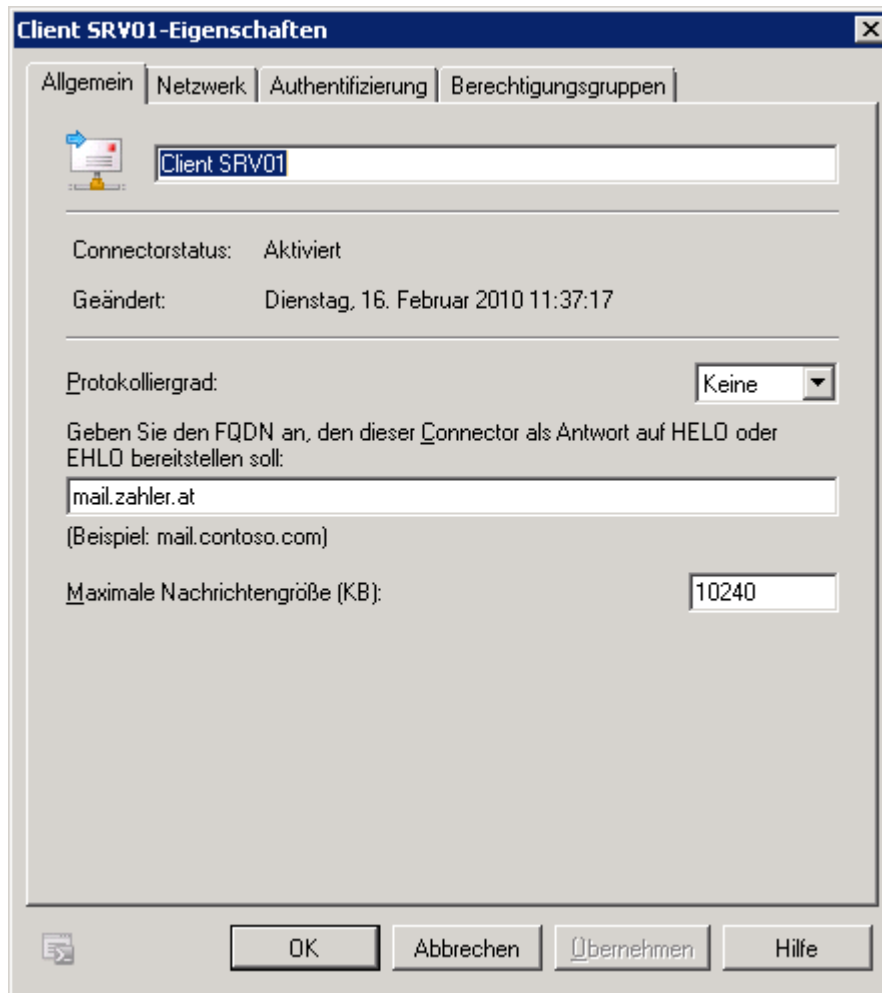 Client SRV01-Eigenschaften
Allgemein Netzwerk Authentifizierung Berechtigungsgruppen
Client SRV01
Connectorstatus: Aktiviert
Geändert: Dienstag, 16. Februar 2010 11:37:17
Protokolliergrad: Keine
Geben Sie den FQDN an, den dieser Connector als Antwort auf HELO oder
EHLO bereitstellen soll:
mail.zahler.at
(Beispiel: mail.contoso.com)
Maximale Nachrichtengröße (KB): 10240
OK Abbrechen Übernehmen Hilfe